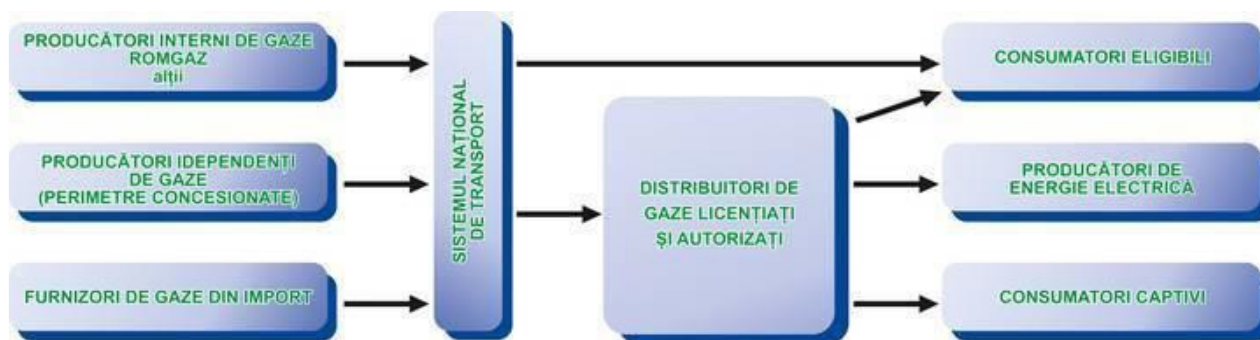 PRODUCĂTORI INTERNI DE GAZE
ROMGAZ
alții
PRODUCĂTORI IDEPENDENȚI
DE GAZE
(PERIMETRE CONCESIONATE)
FURNIZORI DE GAZE DIN IMPORT
SISTEMUL NAȚIONAL
DE TRANSPORT
DISTRIBUITORI DE
GAZE LICENȚIAȚI
ȘI AUTORIZAȚI
CONSUMATORI ELIGIBILI
PRODUCĂTORI DE
ENERGIE ELECTRICĂ
CONSUMATORI CAPTIVI